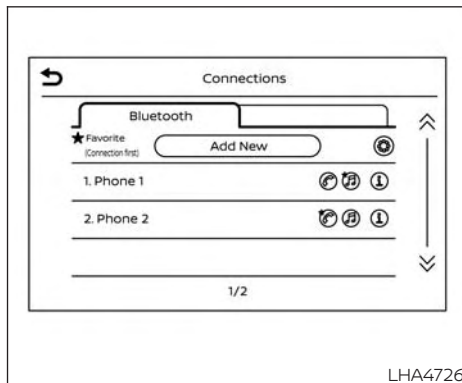 Connections
Bluetooth
★Favorite
(Connection first)
Add New
1. Phone 1
2. Phone 2
1/2
LHA4726